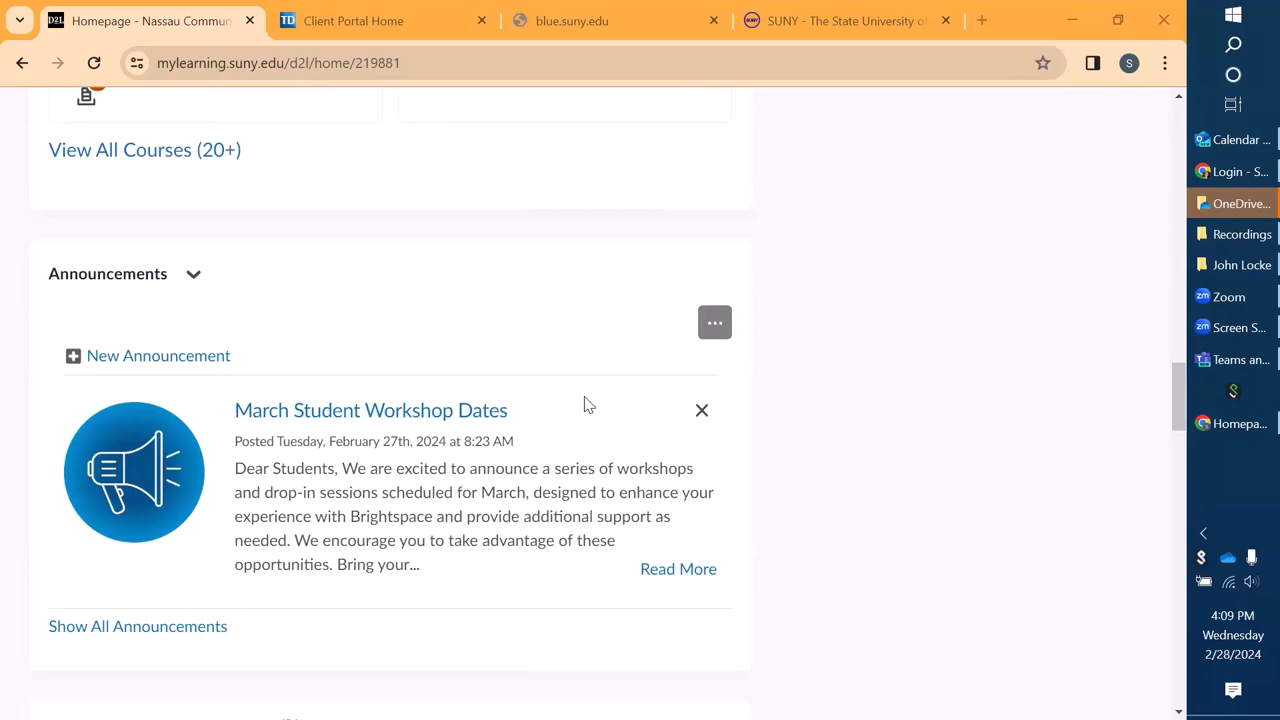 D2L Homepage - Nassau Commun
TD Client Portal Home
blue.suny.edu
SUNY SUNY - The State University of
mylearning.suny.edu/d2l/home/219881
S
View All Courses (20+)
Announcements
...
New Announcement
March Student Workshop Dates
Posted Tuesday, February 27th, 2024 at 8:23 AM
Dear Students, We are excited to announce a series of workshops
and drop-in sessions scheduled for March, designed to enhance your
experience with Brightspace and provide additional support as
needed. We encourage you to take advantage of these
opportunities. Bring your...
Read More
Show All Announcements
Calendar ...
Login - S...
OneDrive...
Recordings
John Locke
zm Zoom
zm Screen S...
Teams an...
S
Homepa...
S
4:09 PM
Wednesday
2/28/2024